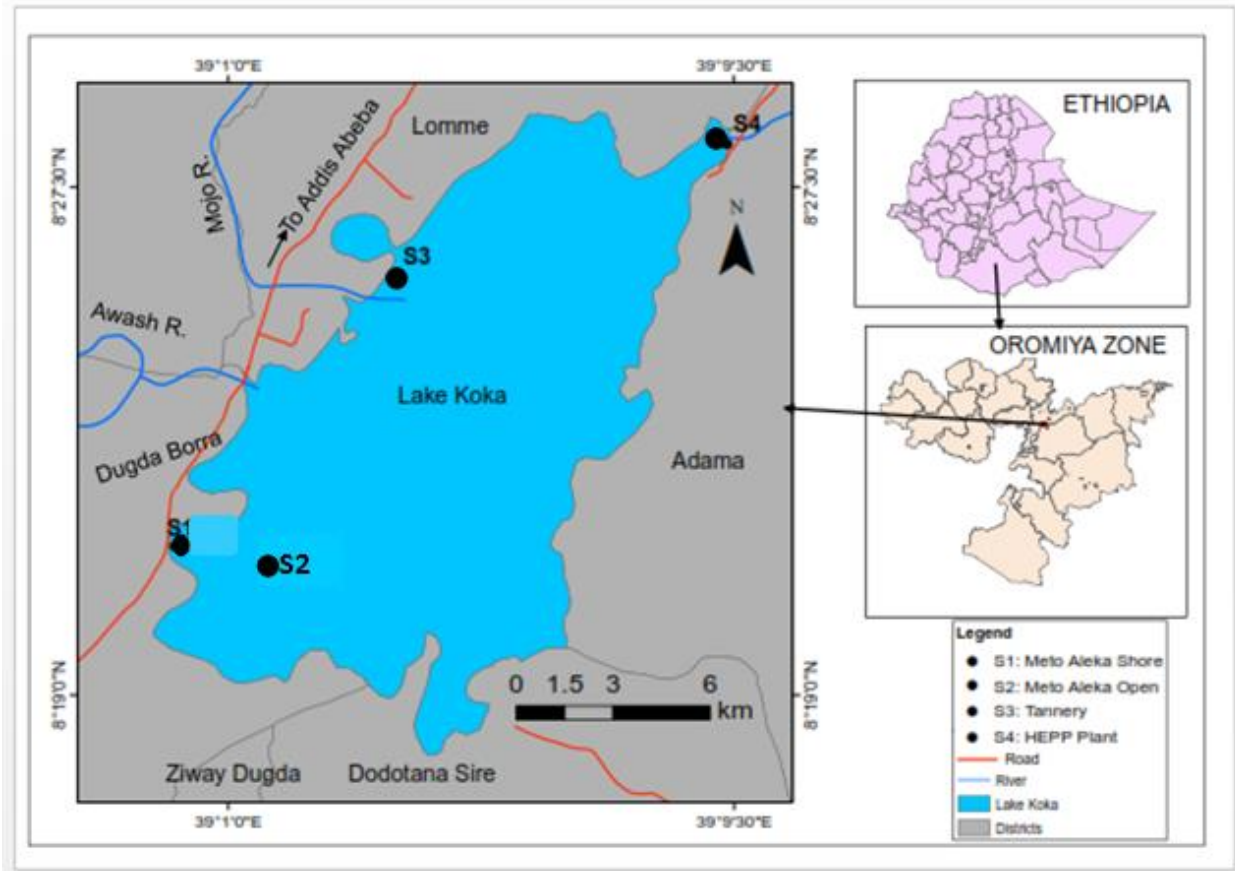 39°1'0"E
39°9'30"E
8°27'30"N
8°27'30"N
Lomme
S4
Mojo R.
To Addis Abeba
N
S3
Awash R.
Lake Koka
Dugda Borra
Adama
S1
S2
8°19'0"N
8°19'0"N
0 1.5 3 6
km
Ziway Dugda
Dodotana Sire
39°1'0"E
39°9'30"E
ETHIOPIA
OROMIYA ZONE
Legend
S1: Meto Aleka Shore
S2: Meto Aleka Open
S3: Tannery
S4: HEPP Plant
Road
River
Lake Koka
Districts